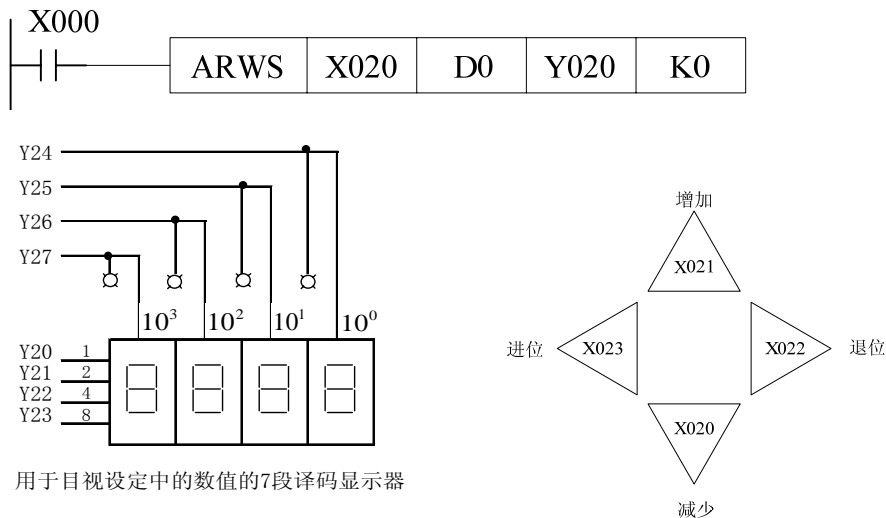 X000
ARWS X020 D0 Y020 K0
Y24
Y25
Y26
Y27
10³ 10² 10¹ 10⁰
Y20 1
Y21 2
Y22 4
Y23 8
用于目视设定中的数值的7段译码显示器
增加
X021
进位 X023 X022 退位
X020
减少